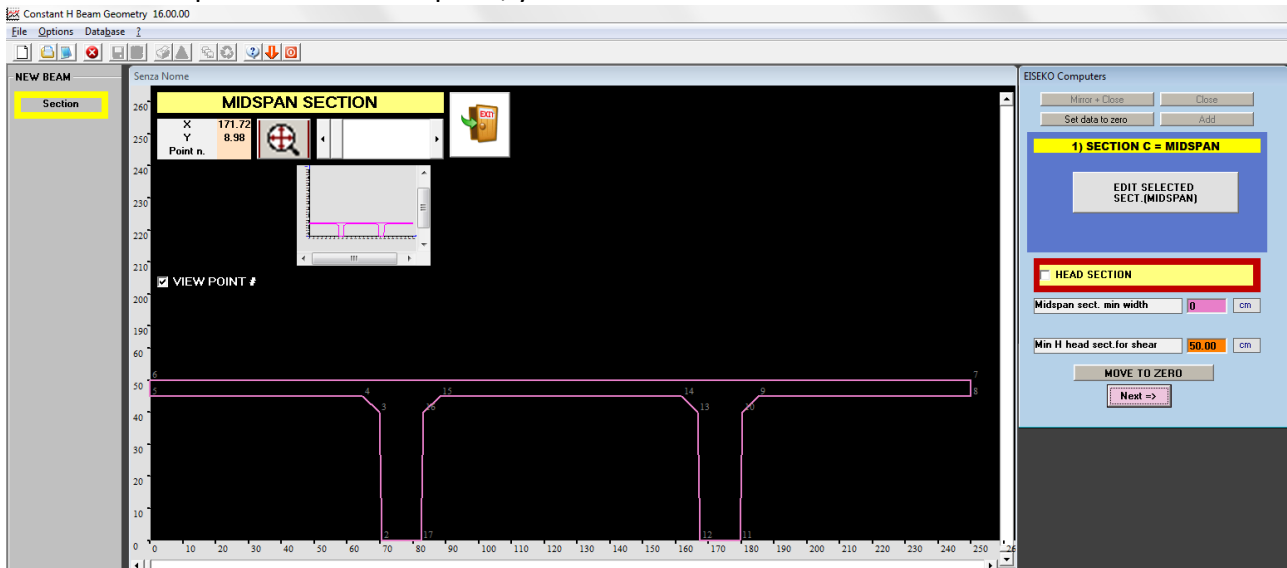 Constant H Beam Geometry 16.00.00
File Options Database ?
NEW BEAM
Section
Senza Nome
MIDSPAN SECTION
X 171.72
Y 8.98
Point n.
EXIT
VIEW POINT #
260
250
240
230
220
210
200
190
60
50
40
30
20
10
0
6 7
5 4 15 14 9 8
3 16 13 10
2 17 12 11
0 10 20 30 40 50 60 70 80 90 100 110 120 130 140 150 160 170 180 190 200 210 220 230 240 250 26
EISEKO Computers
Mirror + Close Close
Set data to zero Add
1) SECTION C = MIDSPAN
EDIT SELECTED
SECT.(MIDSPAN)
HEAD SECTION
Midspan sect. min width 0 cm
Min H head sect.for shear 50.00 cm
MOVE TO ZERO
Next =>